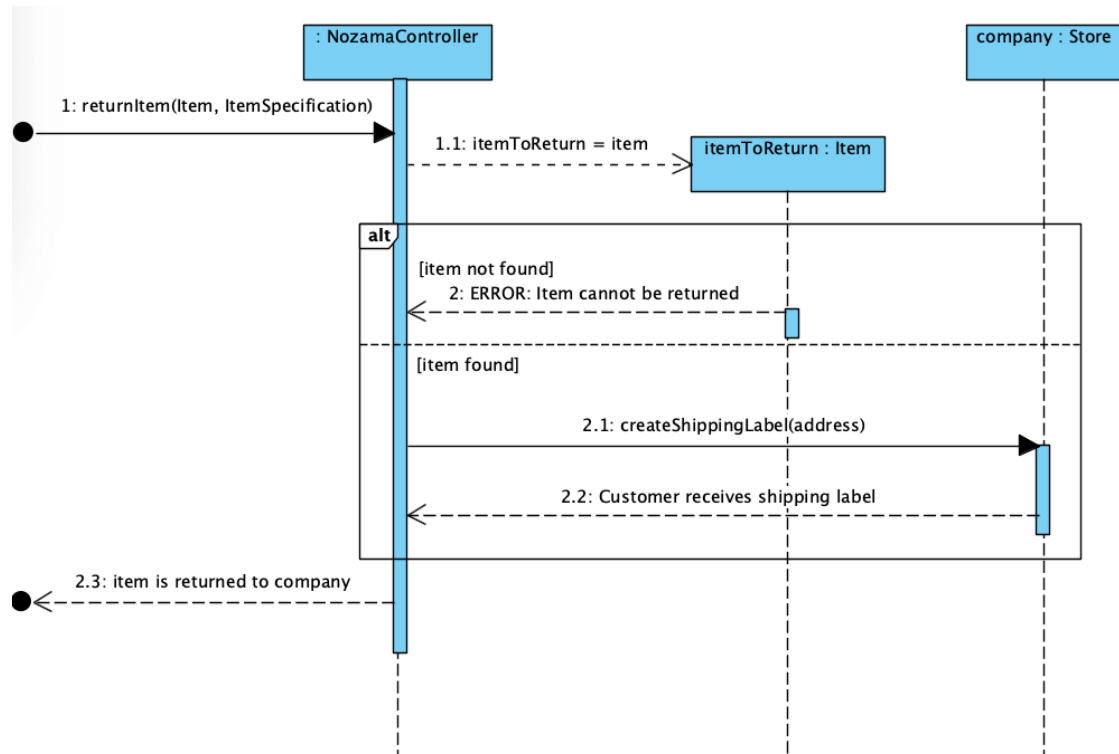 : NozamaController
company : Store
1: returnItem(Item, ItemSpecification)
1.1: itemToReturn = item
itemToReturn : Item
alt
[item not found]
2: ERROR: Item cannot be returned
[item found]
2.1: createShippingLabel(address)
2.2: Customer receives shipping label
2.3: item is returned to company